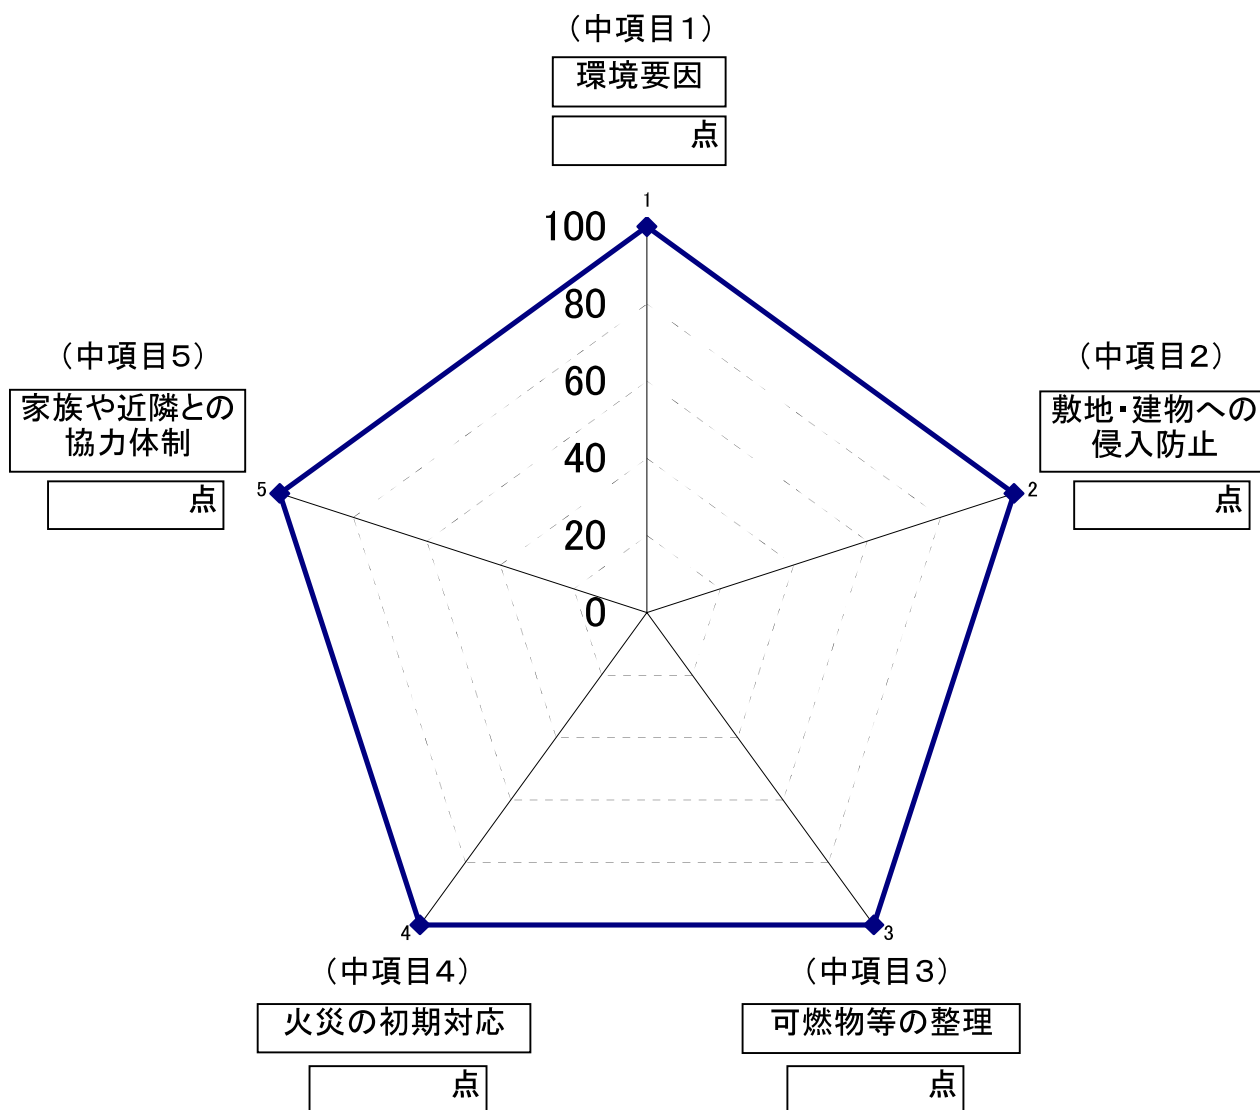 （中項目１）
環境要因
点
1
100
80
60
40
20
0
（中項目５）
家族や近隣との
協力体制
点
5
（中項目２）
敷地・建物への
侵入防止
点
2
4
3
（中項目４）
火災の初期対応
点
（中項目３）
可燃物等の整理
点